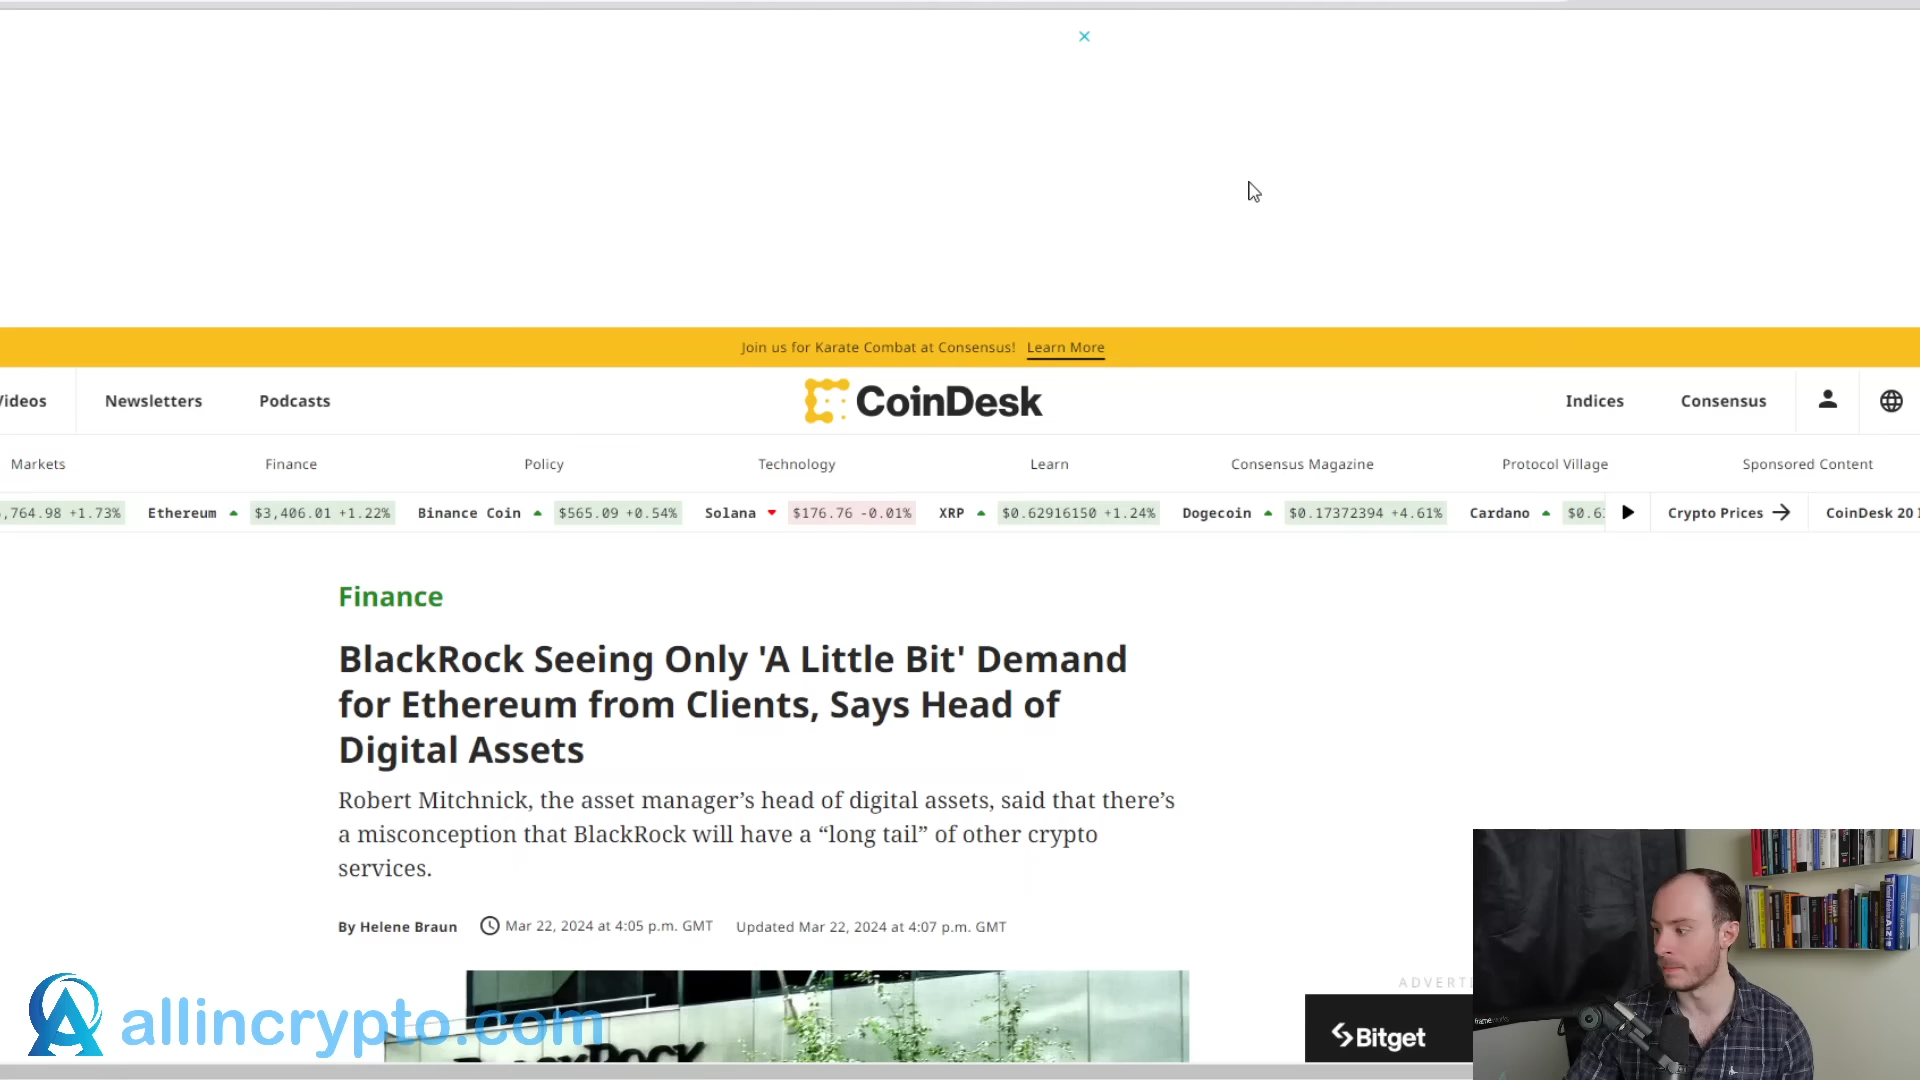 Join us for Karate Combat at Consensus! Learn More
Videos Newsletters Podcasts CoinDesk Indices Consensus
Markets Finance Policy Technology Learn Consensus Magazine Protocol Village Sponsored Content
,764.98 +1.73% Ethereum $3,406.01 +1.22% Binance Coin $565.09 +0.54% Solana $176.76 -0.01% XRP $0.62916150 +1.24% Dogecoin $0.17372394 +4.61% Cardano $0.6 Crypto Prices CoinDesk 20
Finance
BlackRock Seeing Only 'A Little Bit' Demand
for Ethereum from Clients, Says Head of
Digital Assets
Robert Mitchnick, the asset manager’s head of digital assets, said that there’s
a misconception that BlackRock will have a “long tail” of other crypto
services.
By Helene Braun Mar 22, 2024 at 4:05 p.m. GMT Updated Mar 22, 2024 at 4:07 p.m. GMT
ADVERTI
BlackRock
allincrypto.com
Bitget